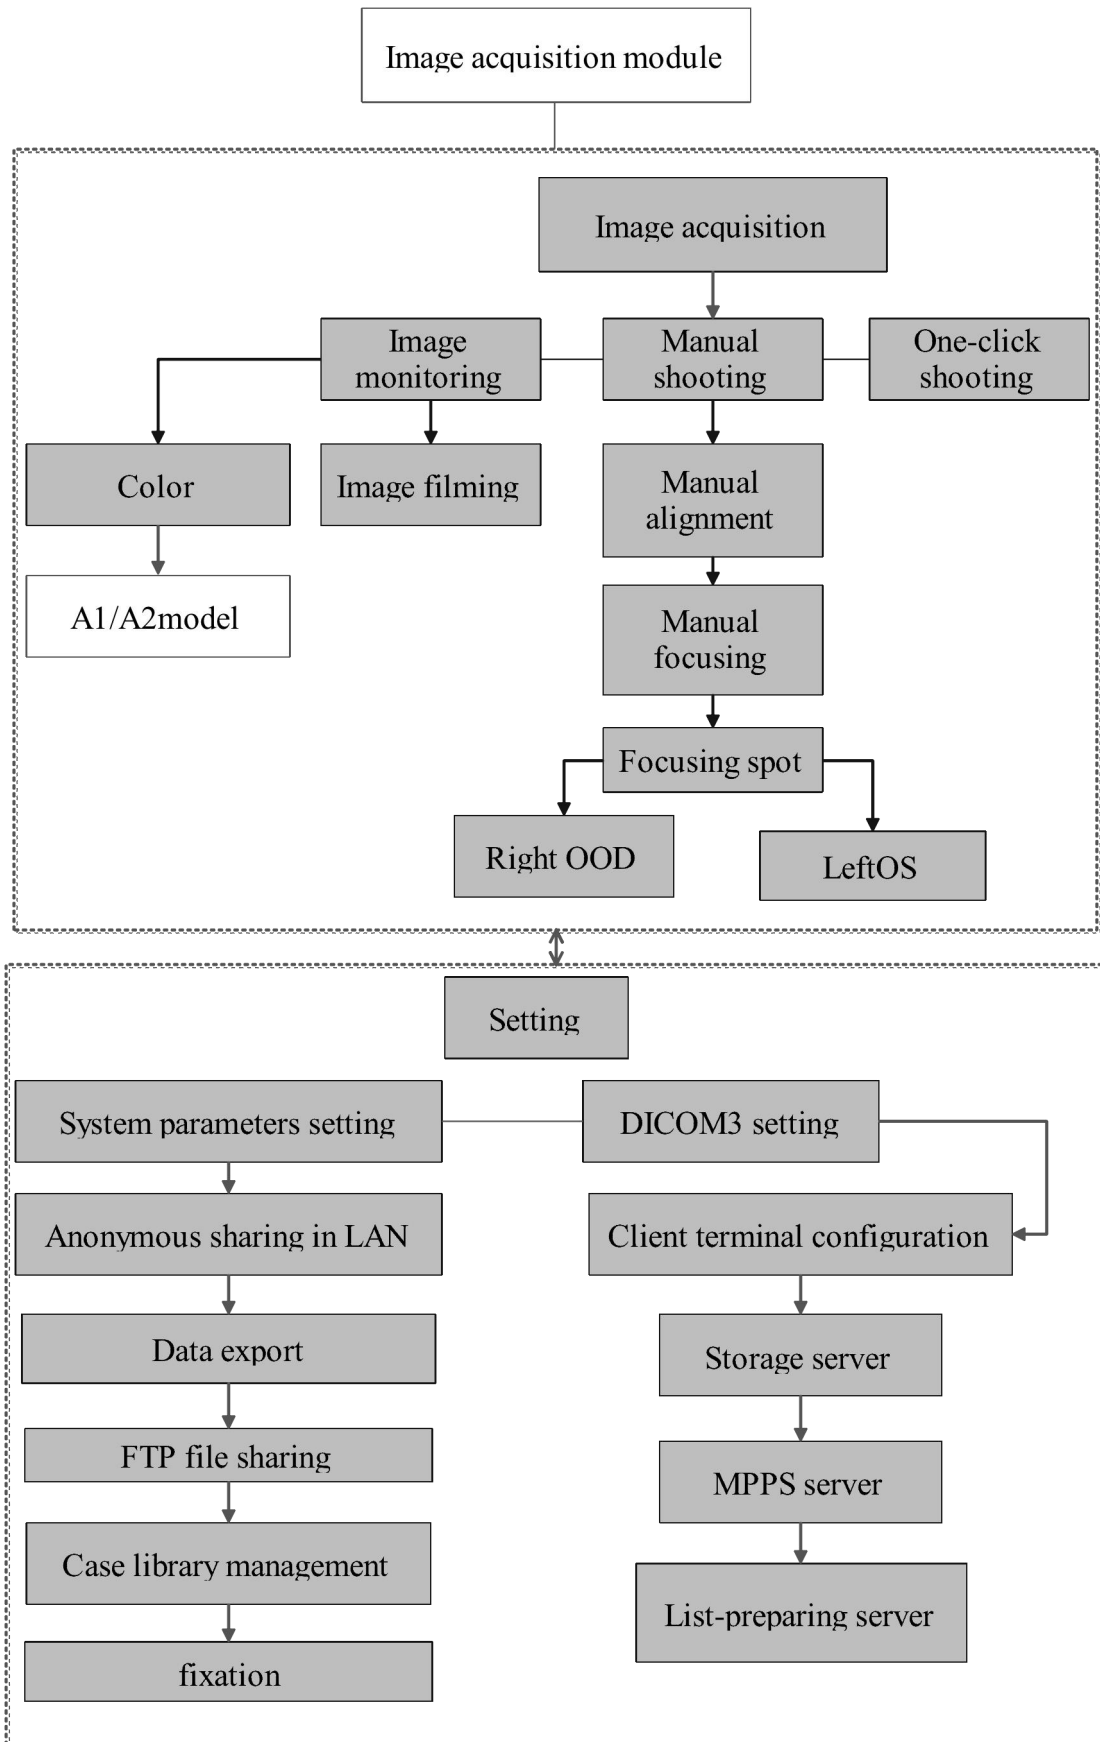 Image acquisition module
Image acquisition
Image
monitoring
Manual
shooting
One-click
shooting
Color
Image filming
Manual
alignment
A1/A2model
Manual
focusing
Focusing spot
Right OOD
LeftOS
Setting
System parameters setting
DICOM3 setting
Anonymous sharing in LAN
Client terminal configuration
Data export
Storage server
FTP file sharing
MPPS server
Case library management
List-preparing server
fixation